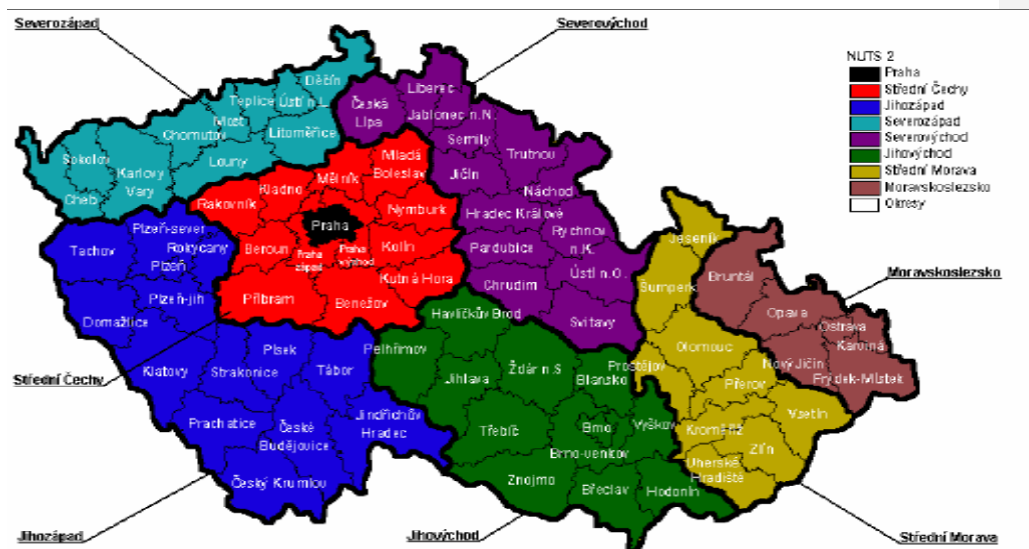 Severozápad
Severovýchod
NUTS 2
Praha
Střední Čechy
Jihozápad
Severozápad
Severovýchod
Jihovýchod
Střední Morava
Moravskoslezsko
Okresy
Děčín
Teplice
Ústí n.L.
Most
Chomutov
Litoměřice
Louny
Sokolov
Karlovy
Vary
Cheb
Česká
Lípa
Liberec
Jablonec n.N.
Semily
Trutnov
Jičín
Náchod
Hradec Králové
Rychnov
n.K.
Pardubice
Ústí n.O.
Chrudim
Svitavy
Mělník
Mladá
Boleslav
Kladno
Rakovník
Nymburk
Praha
Beroun
Praha
západ
Praha
východ
Kolín
Kutná Hora
Příbram
Benešov
Tachov
Plzeň-sever
Rokycany
Plzeň
Plzeň-jih
Domažlice
Klatovy
Písek
Strakonice
Tábor
Prachatice
České
Budějovice
Jindřichův
Hradec
Český Krumlov
Havlíčkův Brod
Pelhřimov
Jihlava
Žďár n.S
Blansko
Třebíč
Brno
Vyškov
Brno-venkov
Znojmo
Břeclav
Hodonín
Jeseník
Šumperk
Olomouc
Prostějov
Přerov
Kroměříž
Vsetín
Zlín
Uherské
Hradiště
Bruntál
Opava
Ostrava
Karviná
Nový Jičín
Frýdek-Místek
Moravskoslezsko
Střední Čechy
Jihozápad
Jihovýchod
Střední Morava